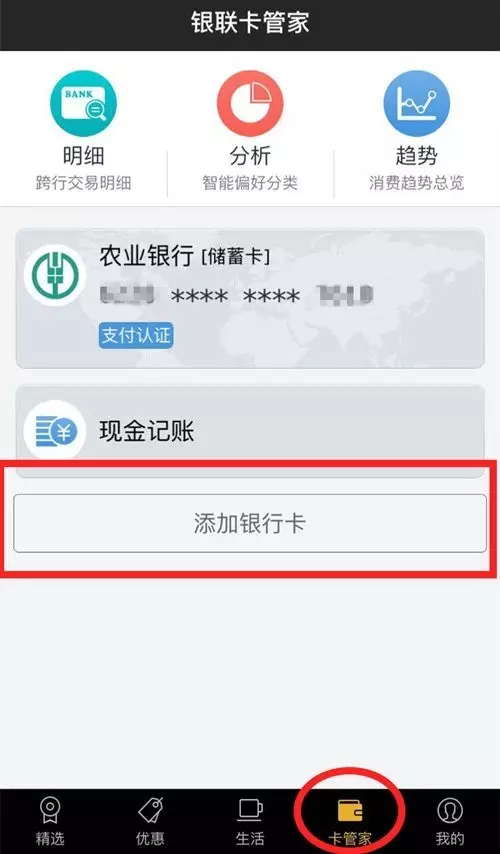 银联卡管家
BANK
明细
分析
趋势
跨行交易明细
智能偏好分类
消费趋势总览
农业银行 [储蓄卡]
**** ****
支付认证
现金记账
添加银行卡
精选
优惠
生活
卡管家
我的